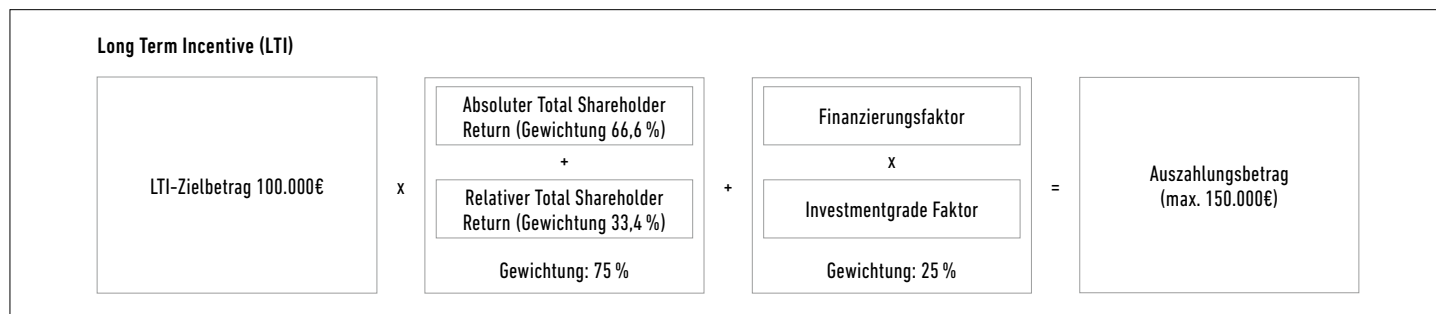 Long Term Incentive (LTI)
LTI-Zielbetrag 100.000€
x
Absoluter Total Shareholder
Return (Gewichtung 66,6 %)
+
Relativer Total Shareholder
Return (Gewichtung 33,4 %)
Gewichtung: 75 %
+
Finanzierungsfaktor
x
Investmentgrade Faktor
Gewichtung: 25 %
=
Auszahlungsbetrag
(max. 150.000€)